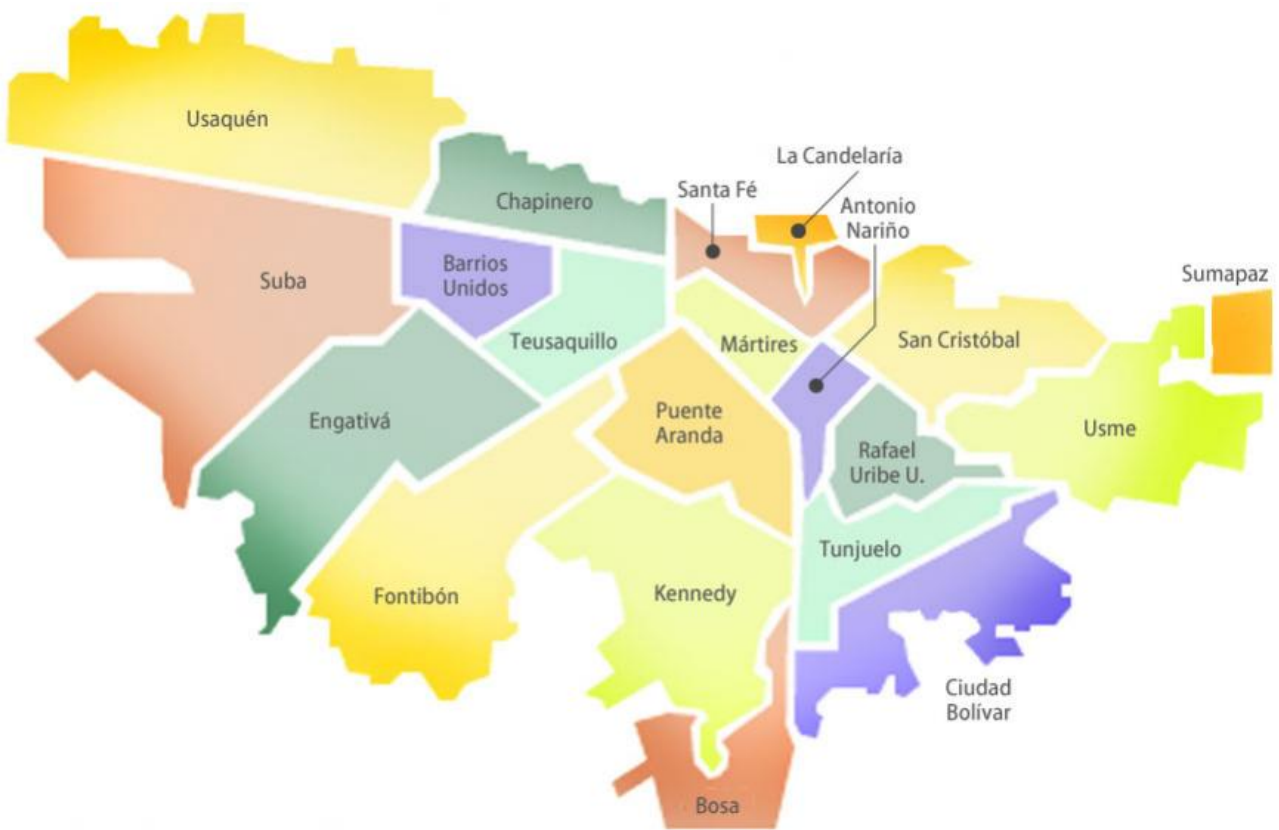 Usaquén
La Candelaría
Santa Fé
Chapinero
Antonio
Nariño
Barrios
Unidos
Suba
Sumapaz
Teusaquillo
Mártires
San Cristóbal
Engativá
Puente
Aranda
Usme
Rafael
Uribe U.
Tunjuelo
Fontibón
Kennedy
Ciudad
Bolívar
Bosa